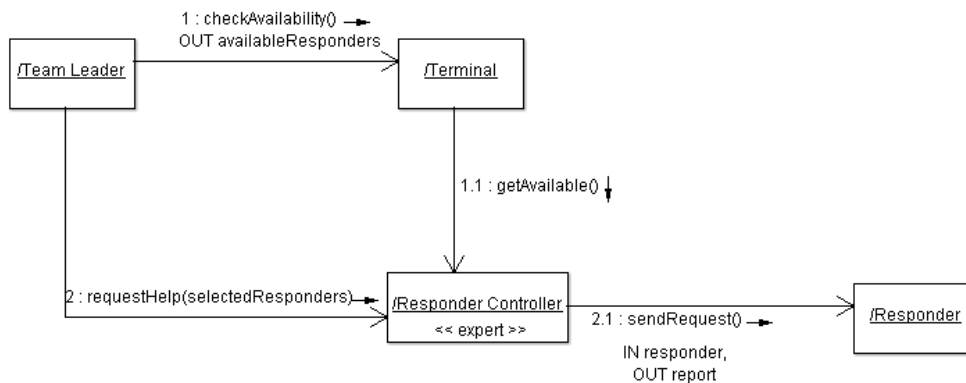 1 : checkAvailability()
OUT availableResponders
/Team Leader
/Terminal
1.1 : getAvailable()
2 : requestHelp(selectedResponders)
/Responder Controller
<< expert >>
2.1 : sendRequest()
IN responder,
OUT report
/Responder